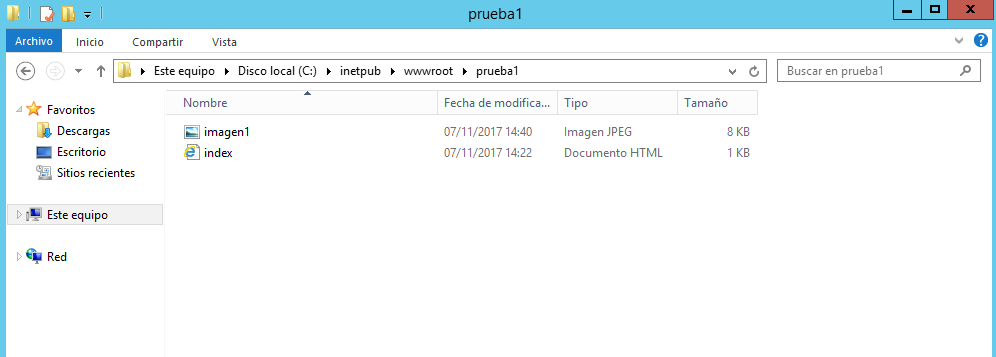 prueba1
Archivo Inicio Compartir Vista
Este equipo Disco local (C:) inetpub wwwroot prueba1 Buscar en prueba1
Nombre Fecha de modifica... Tipo Tamaño
Favoritos
Descargas
Escritorio
Sitios recientes
Este equipo
Red
imagen1 07/11/2017 14:40 Imagen JPEG 8 KB
index 07/11/2017 14:22 Documento HTML 1 KB